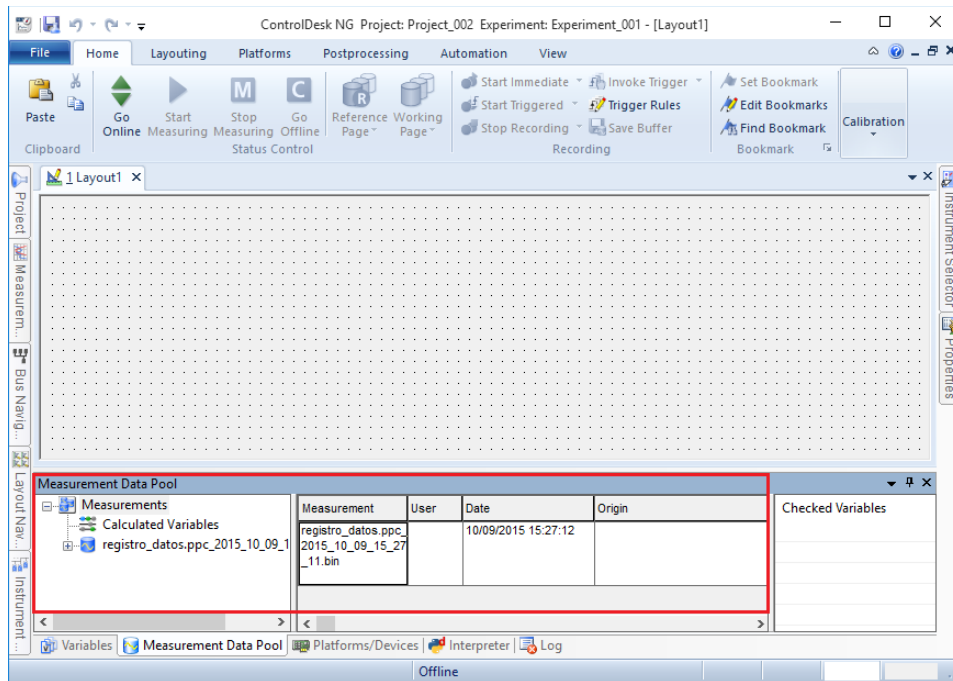 ControlDesk NG Project: Project_002 Experiment: Experiment_001 - [Layout1]
File Home Layouting Platforms Postprocessing Automation View
Paste
Clipboard
Go Online
Start Measuring
Stop Measuring
Go Offline
Reference Page
Working Page
Status Control
Start Immediate
Start Triggered
Stop Recording
Invoke Trigger
Trigger Rules
Save Buffer
Recording
Set Bookmark
Edit Bookmarks
Find Bookmark
Bookmark
Calibration
1 Layout1
Project
Measurem...
Bus Navig...
Layout Nav...
Instrument...
Instrument Selector
Properties
Measurement Data Pool
Measurements
Calculated Variables
registro_datos.ppc_2015_10_09_1
Measurement User Date Origin
registro_datos.ppc_
2015_10_09_15_27
_11.bin
10/09/2015 15:27:12
Checked Variables
Variables Measurement Data Pool Platforms/Devices Interpreter Log
Offline